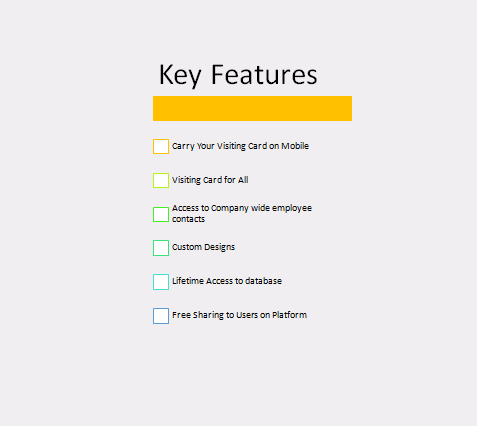 Key Features
Carry Your Visiting Card on Mobile
Visiting Card for All
Access to Company wide employee
contacts
Custom Designs
Lifetime Access to database
Free Sharing to Users on Platform